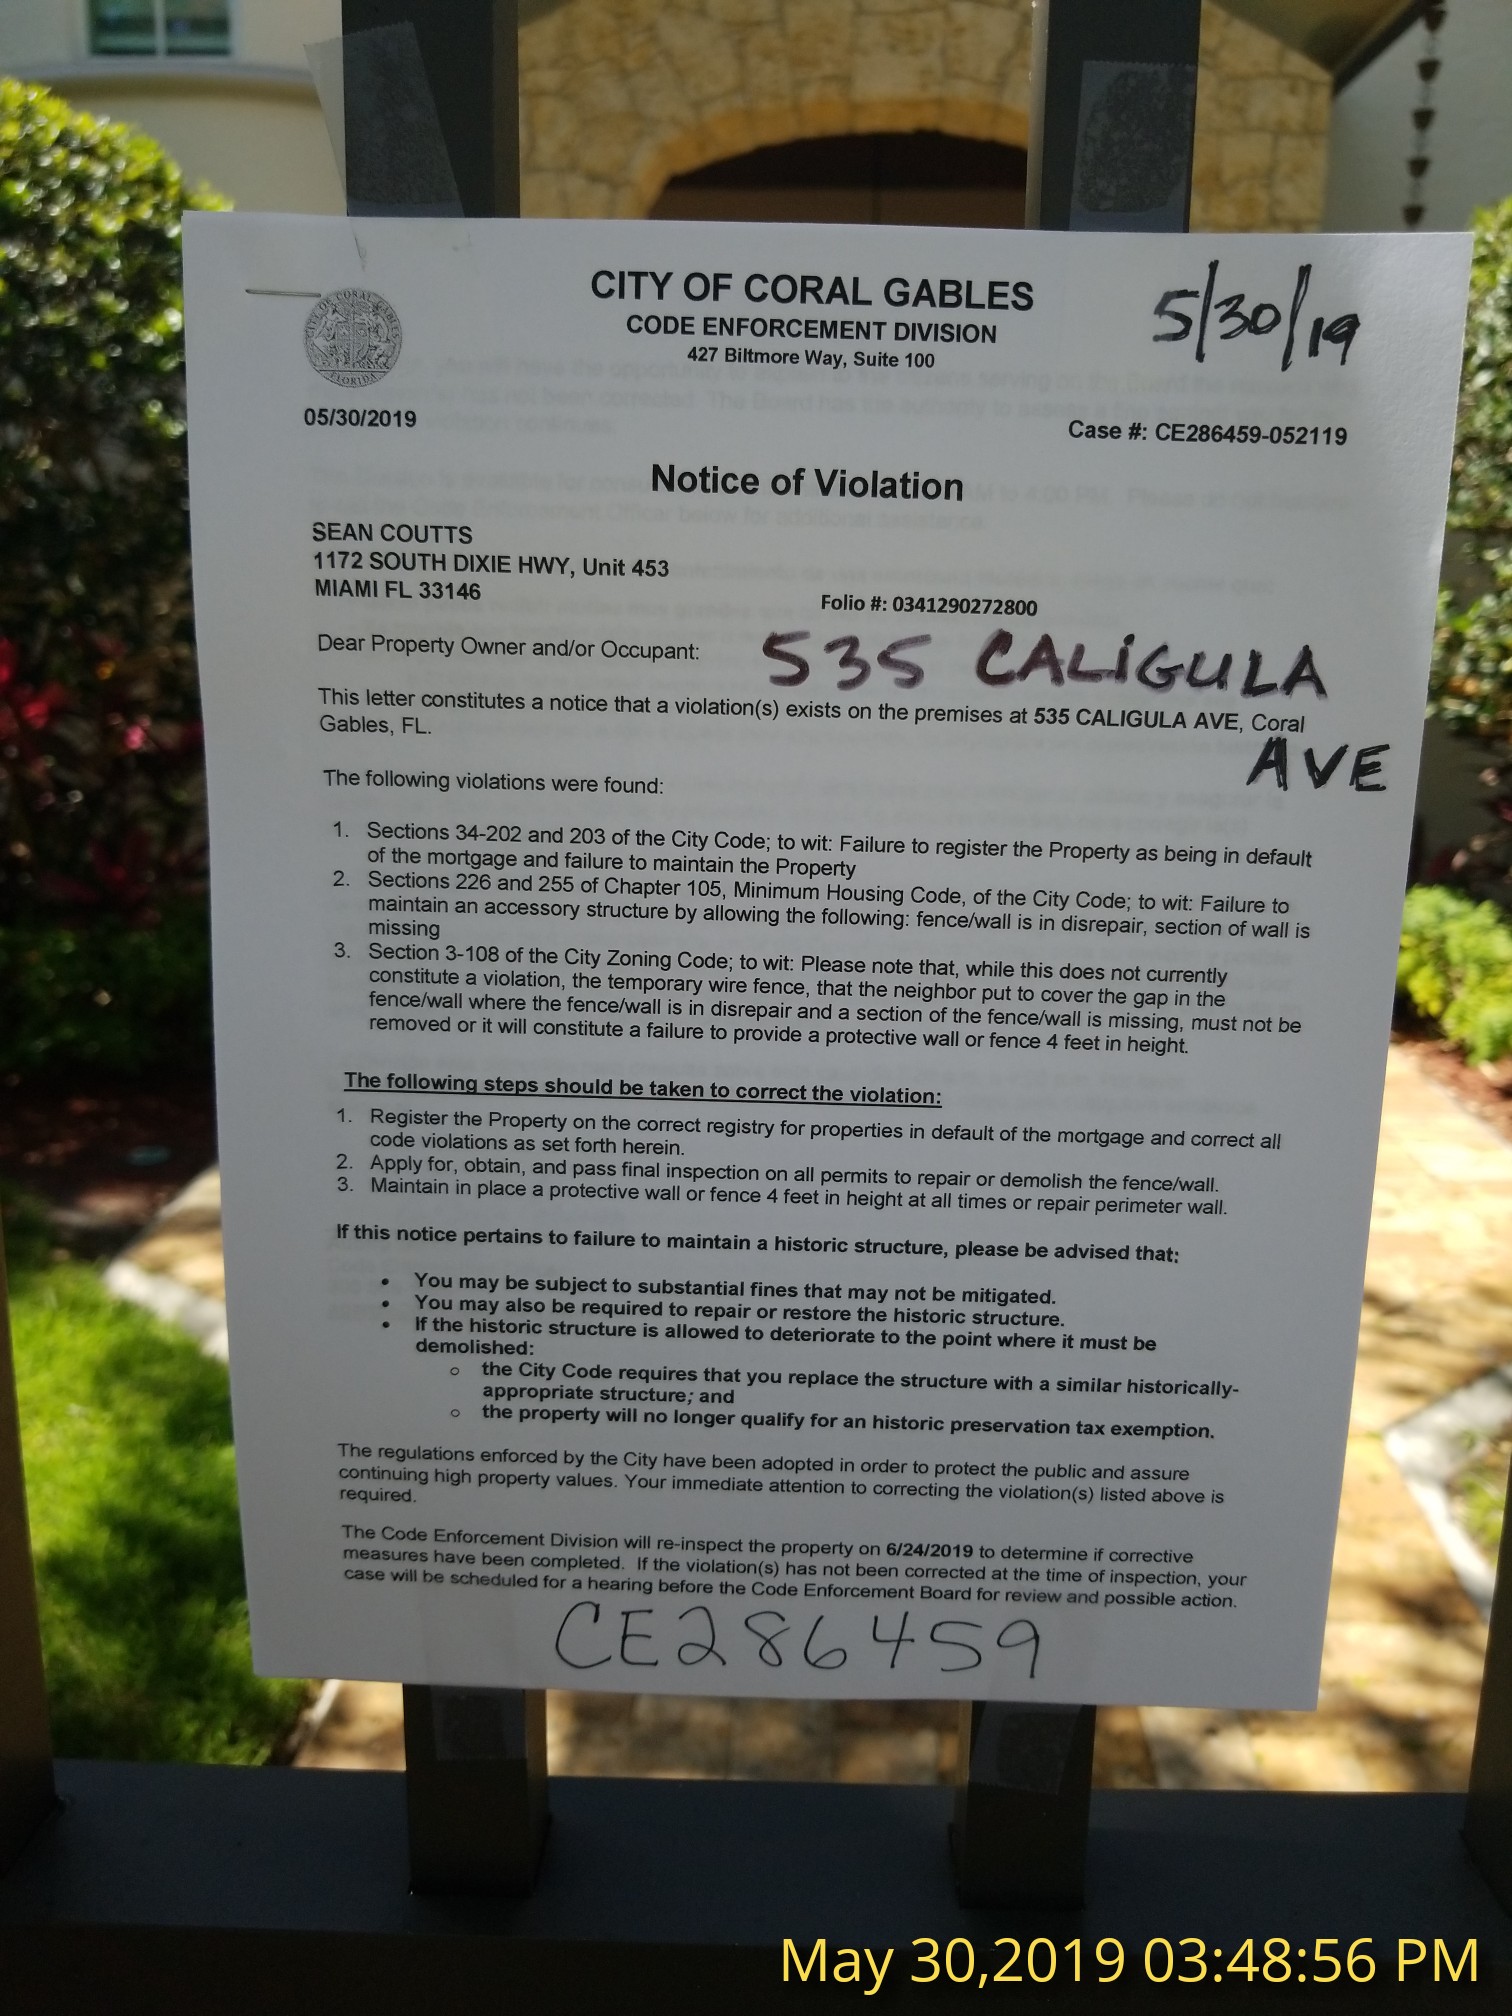 CITY OF CORAL GABLES
CODE ENFORCEMENT DIVISION
427 Biltmore Way, Suite 100
5/30/19
CITY OF CORAL GABLES
FLORIDA
05/30/2019
Case #: CE286459-052119
Notice of Violation
SEAN COUTTS
1172 SOUTH DIXIE HWY, Unit 453
MIAMI FL 33146
Folio #: 0341290272800
Dear Property Owner and/or Occupant:
535 CALIGULA
AVE
This letter constitutes a notice that a violation(s) exists on the premises at 535 CALIGULA AVE, Coral
Gables, FL.
The following violations were found:
1. Sections 34-202 and 203 of the City Code; to wit: Failure to register the Property as being in default
of the mortgage and failure to maintain the Property
2. Sections 226 and 255 of Chapter 105, Minimum Housing Code, of the City Code; to wit: Failure to
maintain an accessory structure by allowing the following: fence/wall is in disrepair, section of wall is
missing
3. Section 3-108 of the City Zoning Code; to wit: Please note that, while this does not currently
constitute a violation, the temporary wire fence, that the neighbor put to cover the gap in the
fence/wall where the fence/wall is in disrepair and a section of the fence/wall is missing, must not be
removed or it will constitute a failure to provide a protective wall or fence 4 feet in height.
The following steps should be taken to correct the violation:
1. Register the Property on the correct registry for properties in default of the mortgage and correct all
code violations as set forth herein.
2. Apply for, obtain, and pass final inspection on all permits to repair or demolish the fence/wall.
3. Maintain in place a protective wall or fence 4 feet in height at all times or repair perimeter wall.
If this notice pertains to failure to maintain a historic structure, please be advised that:
• You may be subject to substantial fines that may not be mitigated.
• You may also be required to repair or restore the historic structure.
• If the historic structure is allowed to deteriorate to the point where it must be
demolished:
o the City Code requires that you replace the structure with a similar historically-
appropriate structure; and
o the property will no longer qualify for an historic preservation tax exemption.
The regulations enforced by the City have been adopted in order to protect the public and assure
continuing high property values. Your immediate attention to correcting the violation(s) listed above is
required.
The Code Enforcement Division will re-inspect the property on 6/24/2019 to determine if corrective
measures have been completed. If the violation(s) has not been corrected at the time of inspection, your
case will be scheduled for a hearing before the Code Enforcement Board for review and possible action.
CE286459
May 30,2019 03:48:56 PM